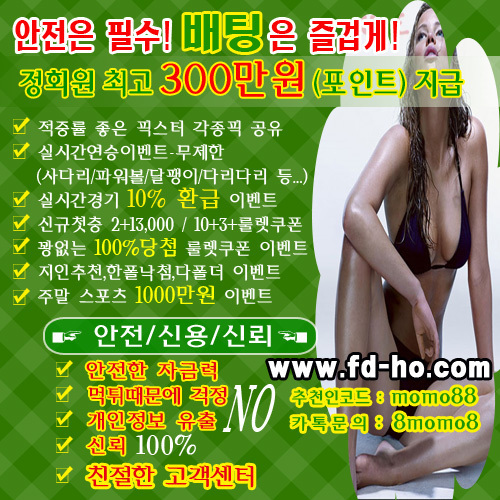 안전은 필수! 배팅은 즐겁게!
정회원 최고 300만원 (포인트) 지급
적중률 좋은 픽스터 각종픽 공유
실시간연승이벤트-무제한
(사다리/파워볼/달팽이/다리다리 등...)
실시간경기 10% 환급 이벤트
신규첫충 2+13,000 / 10+3+룰렛쿠폰
꽝없는 100%당첨 룰렛쿠폰 이벤트
지인추천,한폴낙첨,다폴더 이벤트
주말 스포츠 1000만원 이벤트
안전/신용/신뢰
안전한 자금력
먹튀때문에 걱정
개인정보 유출
NO
신뢰 100%
친절한 고객센터
www.fd-ho.com
추천인코드 : momo88
카톡문의 : 8momo8